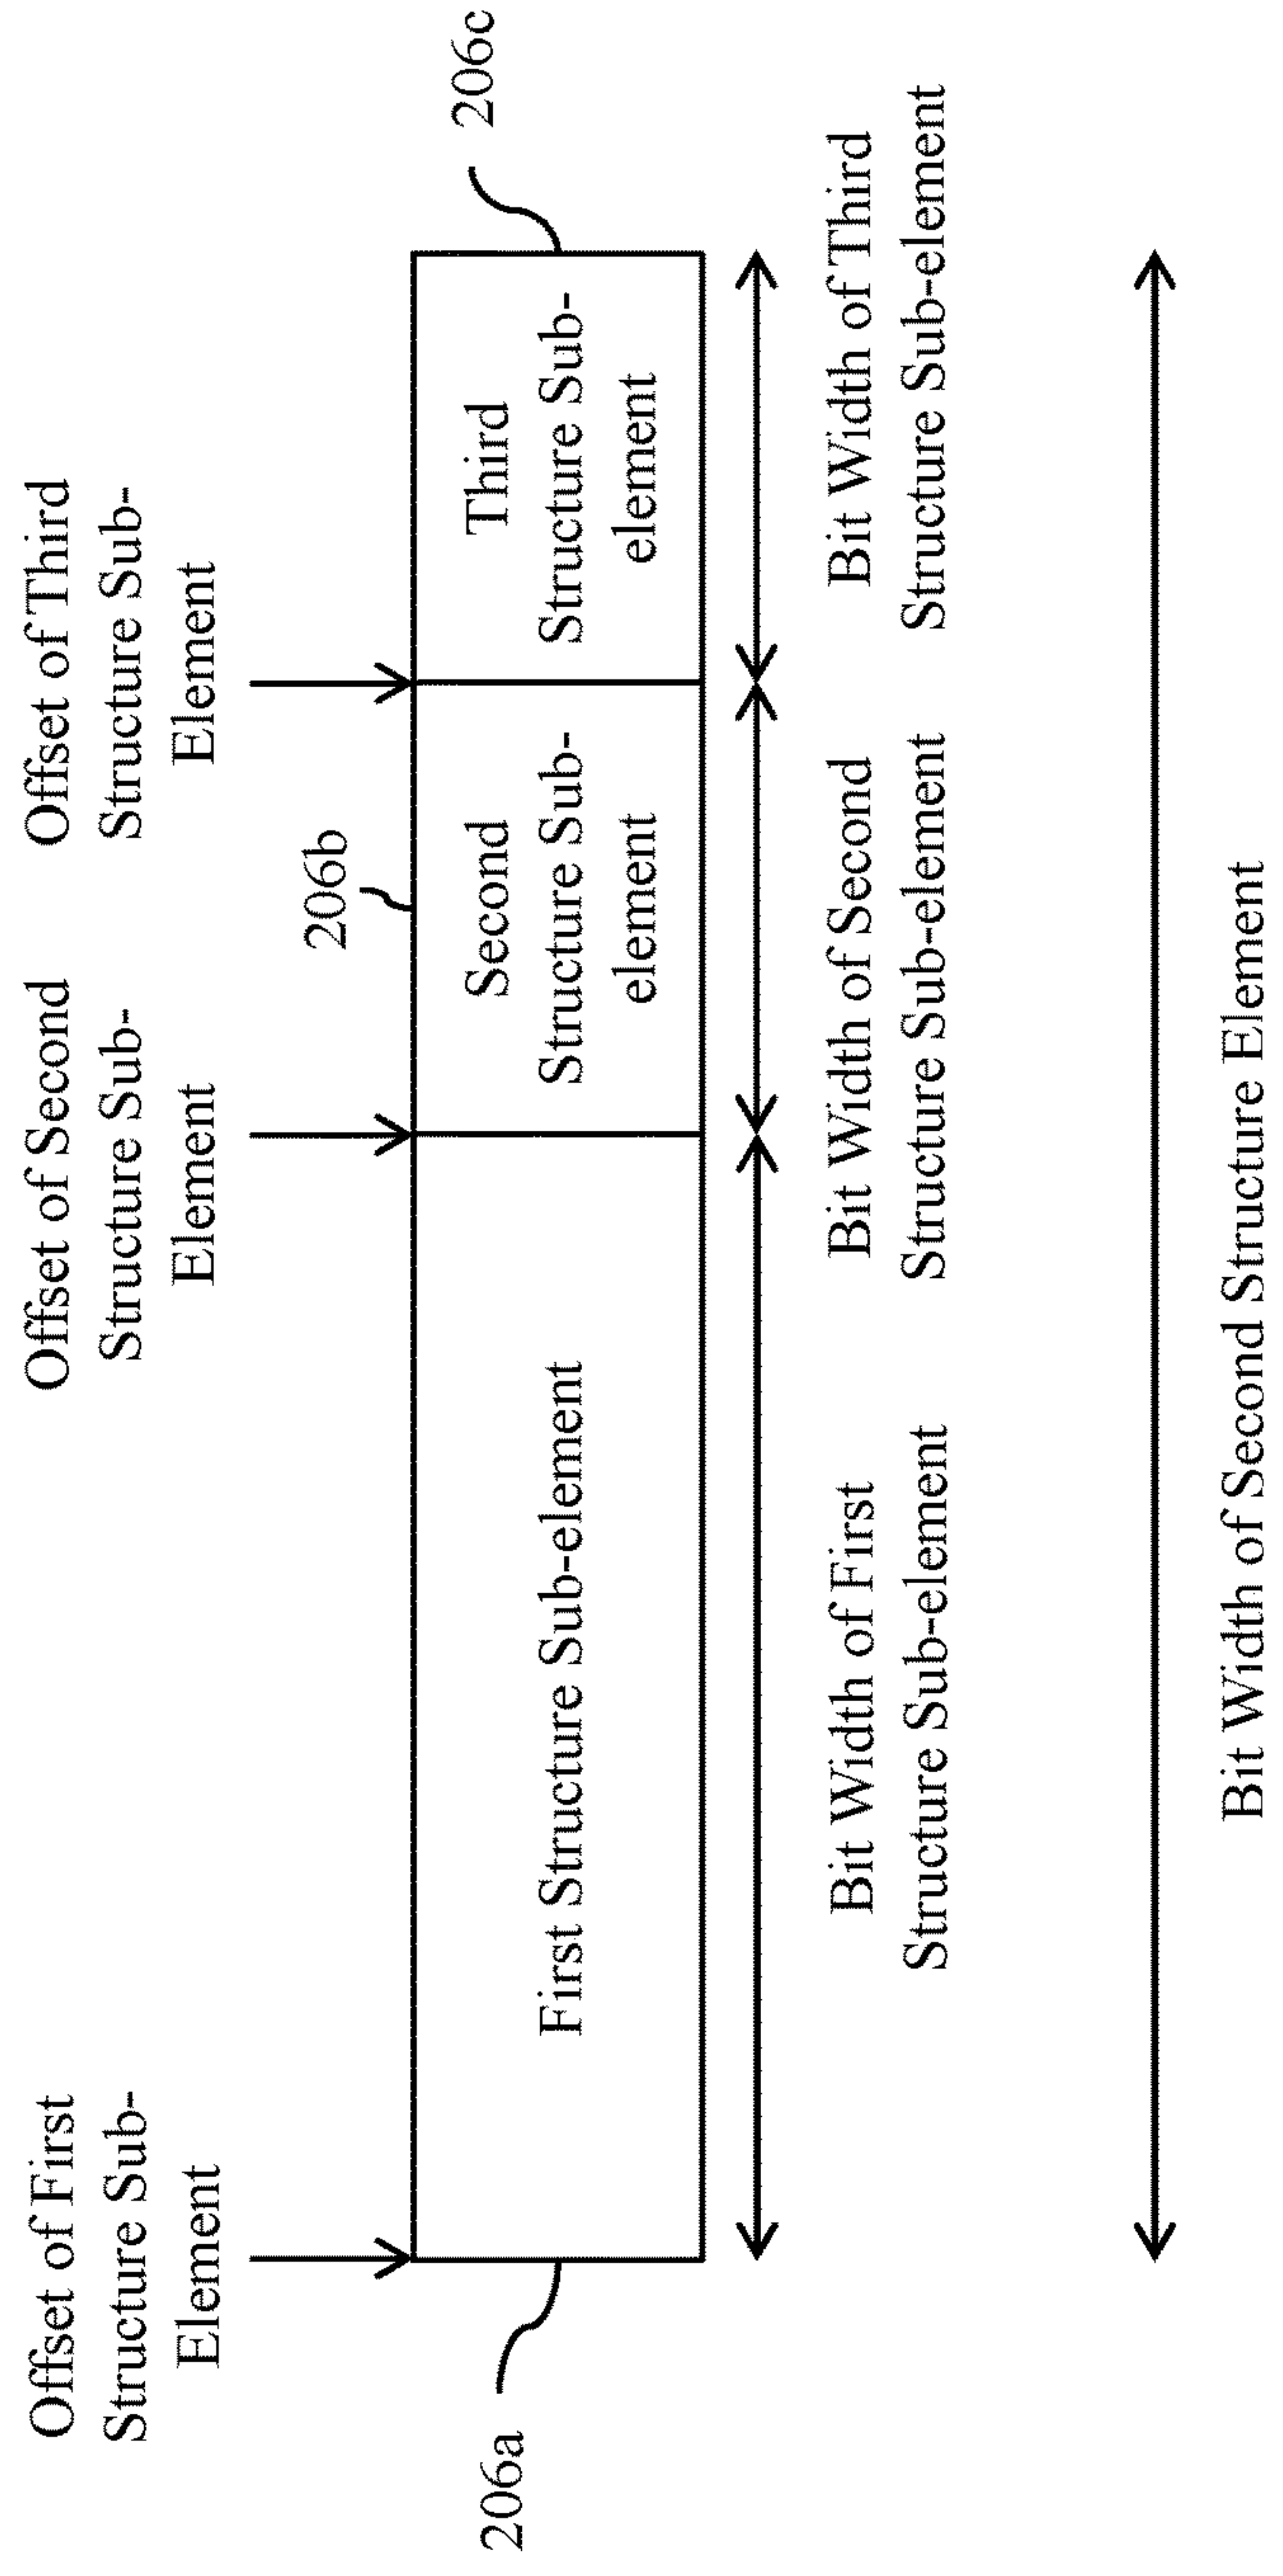 Offset of First
Structure Sub-
Element
Offset of Second
Structure Sub-
Element
Offset of Third
Structure Sub-
Element
206a
206b
206c
First Structure Sub-element
Second
Structure Sub-
element
Third
Structure Sub-
element
Bit Width of First
Structure Sub-element
Bit Width of Second
Structure Sub-element
Bit Width of Third
Structure Sub-element
Bit Width of Second Structure Element